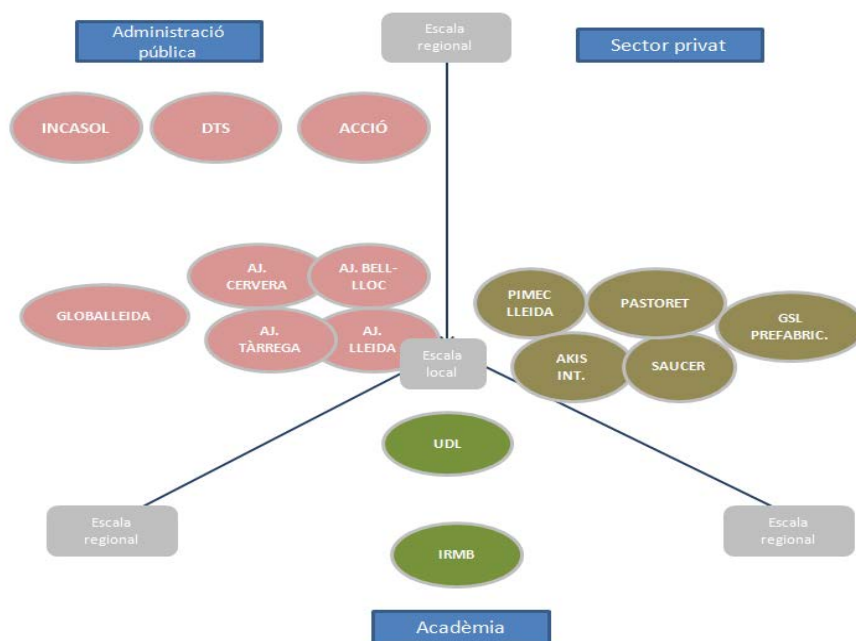 Administració
pública
Escala
regional
Sector privat
INCASOL
DTS
ACCIÓ
AJ.
CERVERA
AJ. BELL-
LLOC
GLOBALLEIDA
AJ.
TÀRREGA
AJ.
LLEIDA
Escala
local
PIMEC
LLEIDA
PASTORET
GSL
PREFABRIC.
AKIS
INT.
SAUCER
UDL
Escala
regional
Escala
regional
IRMB
Acadèmia